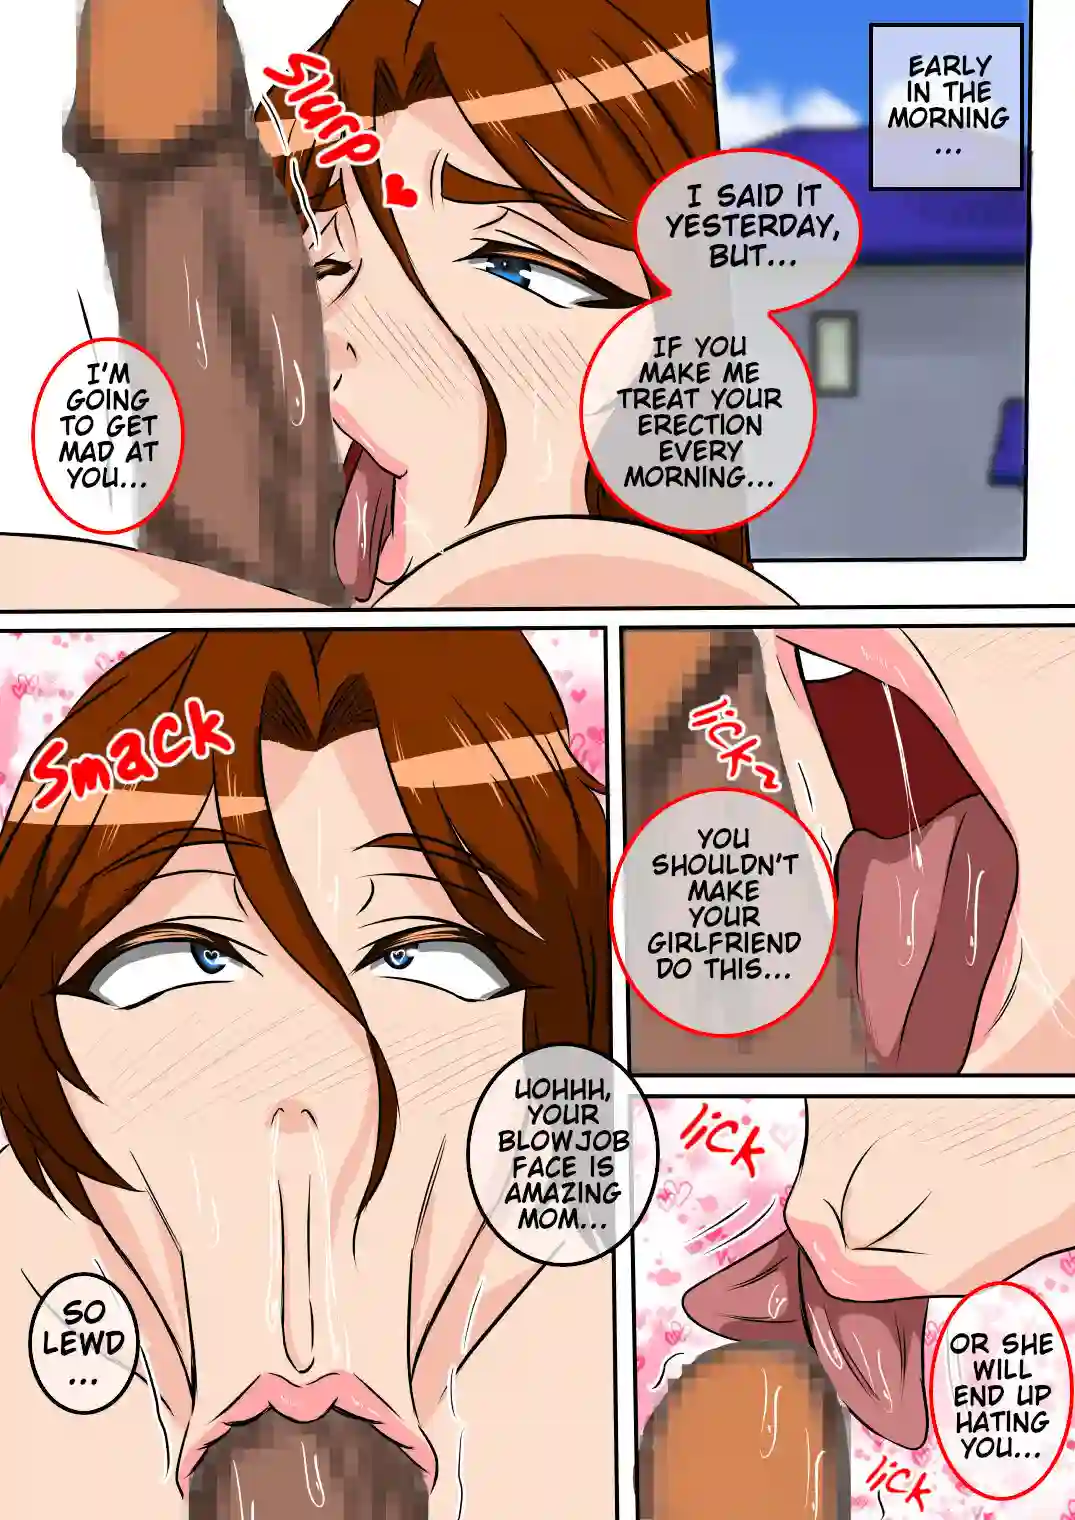 EARLY
IN THE
MORNING
...
Slurp
I SAID IT
YESTERDAY,
BUT...
IF YOU
MAKE ME
TREAT YOUR
ERECTION
EVERY
MORNING...
I'M
GOING
TO GET
MAD AT
YOU...
Smack
lick~
YOU
SHOULDN'T
MAKE
YOUR
GIRLFRIEND
DO THIS...
UOHHH,
YOUR
BLOWJOB
FACE IS
AMAZING
MOM...
SO
LEWD
...
lick
OR SHE
WILL
END UP
HATING
YOU...
lick